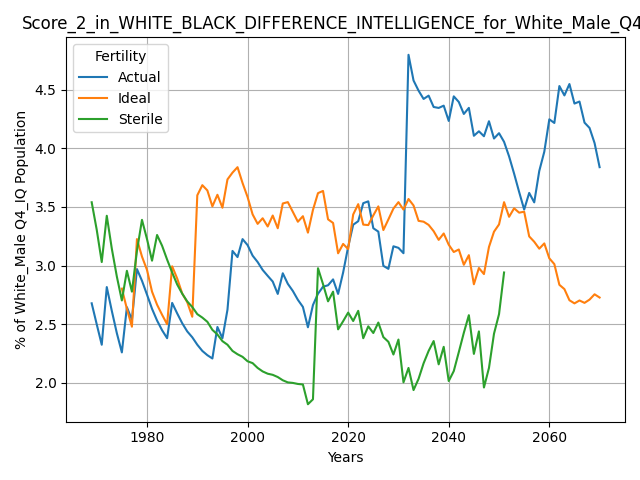 Score_2_in_WHITE_BLACK_DIFFERENCE_INTELLIGENCE_for_White_Male_Q4
Fertility
Actual
Ideal
Sterile
% of White_Male Q4_IQ Population
4.5
4.0
3.5
3.0
2.5
2.0
1980 2000 2020 2040 2060
Years